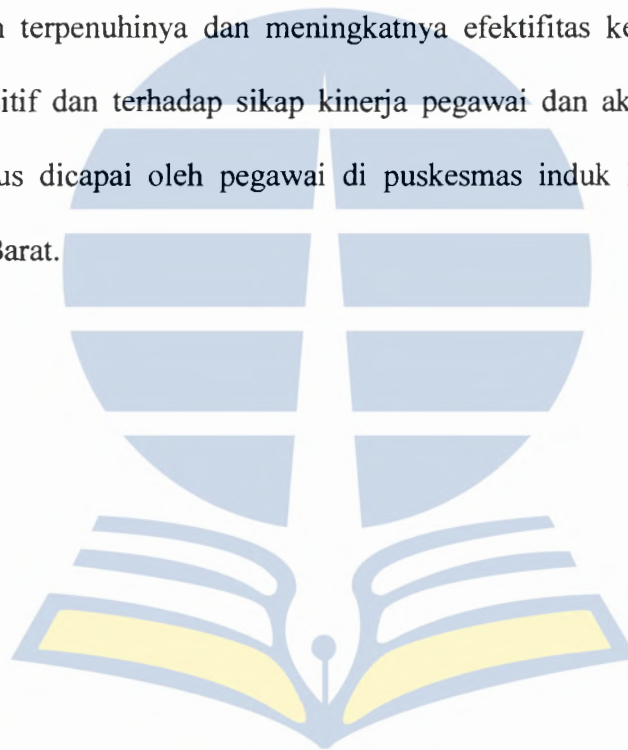 terpenuhinya dan meningkatnya efektifitas
dan terhadap sikap kinerja pegawai dan
dicapai oleh pegawai di puskesmas induk
Barat.